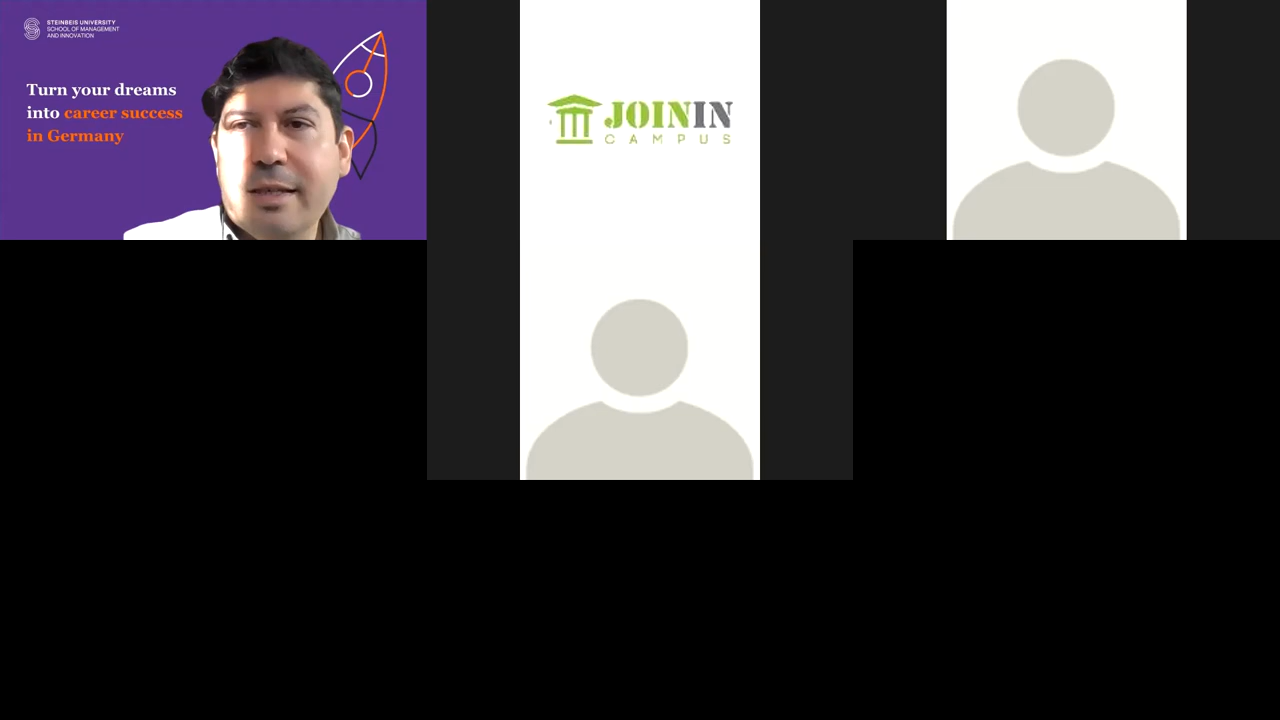 STEINBEIS UNIVERSITY
SCHOOL OF MANAGEMENT
AND INNOVATION
Turn your dreams
into career success
in Germany
JOININ
CAMPUS